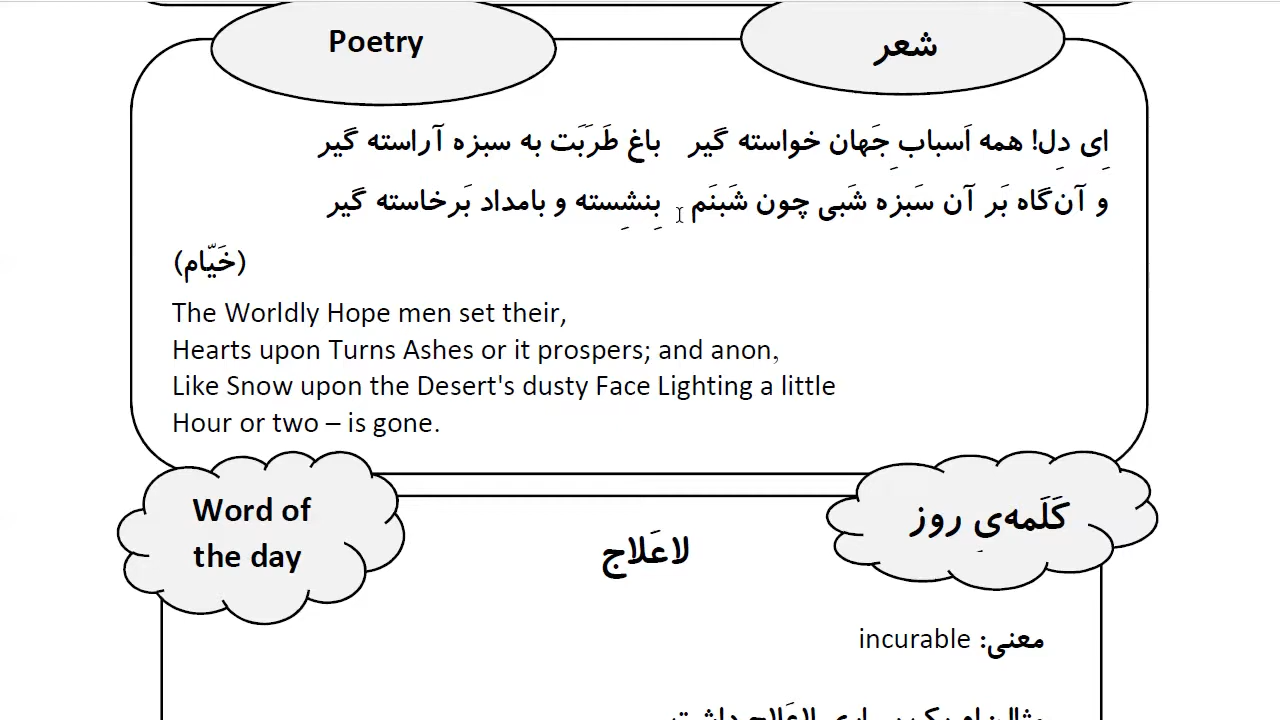 Poetry
شعر
اِی دِل! همه اَسبابِ جَهان خواسته گیر   باغِ طَرَبَت به سبزه آراسته گیر
و آن‌گاه بَر آن سَبزه شَبی چون شَبنَم   بِنشِسته و بامداد بَرخاسته گیر
(خَیّام)
The Worldly Hope men set their,
Hearts upon Turns Ashes or it prospers; and anon,
Like Snow upon the Desert's dusty Face Lighting a little
Hour or two – is gone.
Word of
the day
کَلَمه‌یِ روز
لاعَلاج
معنی: incurable